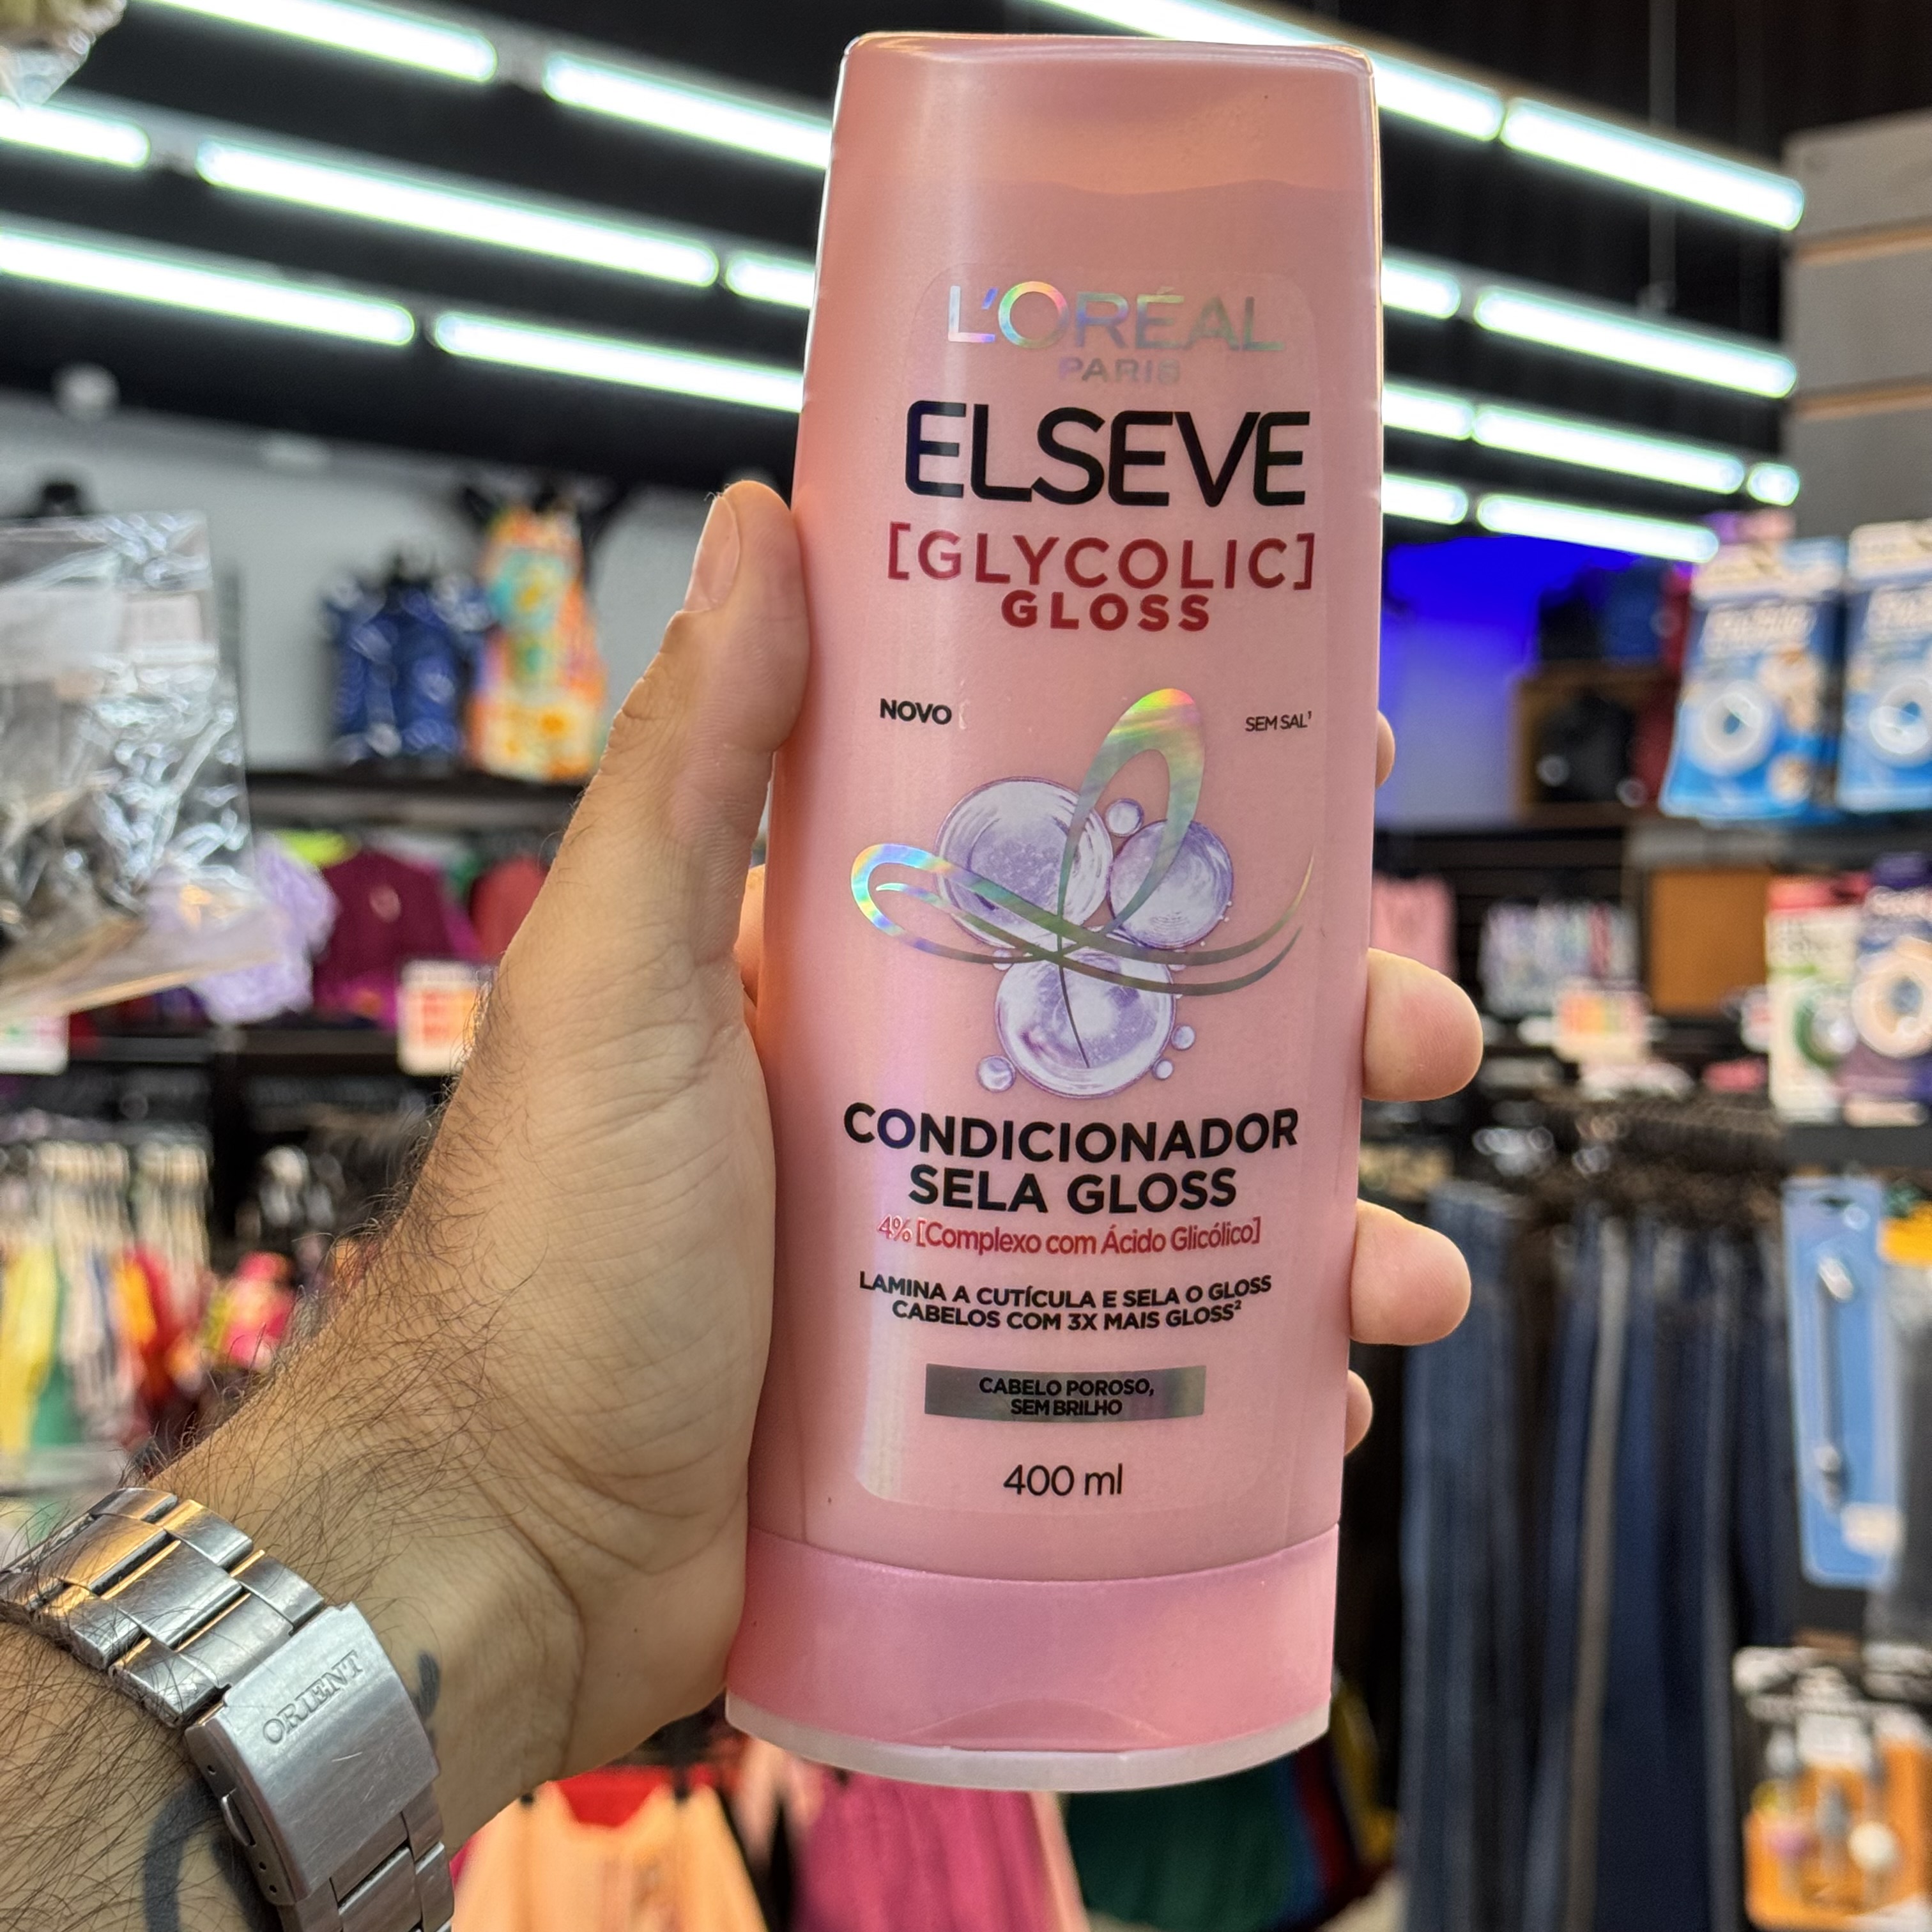 L'ORÉAL
PARIS
ELSEVE
[GLYCOLIC]
GLOSS
NOVO
SEM SAL¹
CONDICIONADOR
SELA GLOSS
4% [Complexo com Ácido Glicólico]
LAMINA A CUTÍCULA E SELA O GLOSS
CABELOS COM 3X MAIS GLOSS²
CABELO POROSO,
SEM BRILHO
400 ml
ORIENT